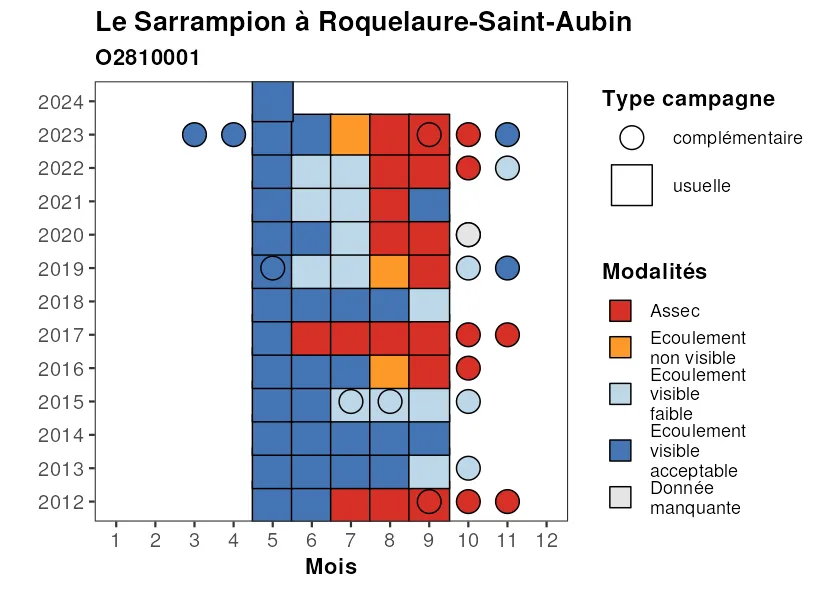 Le Sarrampion à Roquelaure-Saint-Aubin
O2810001
2024
2023
2022
2021
2020
2019
2018
2017
2016
2015
2014
2013
2012
1 2 3 4 5 6 7 8 9 10 11 12
Mois
Type campagne
complémentaire
usuelle
Modalités
Assec
Ecoulement
non visible
Ecoulement
visible
faible
Ecoulement
visible
acceptable
Donnée
manquante